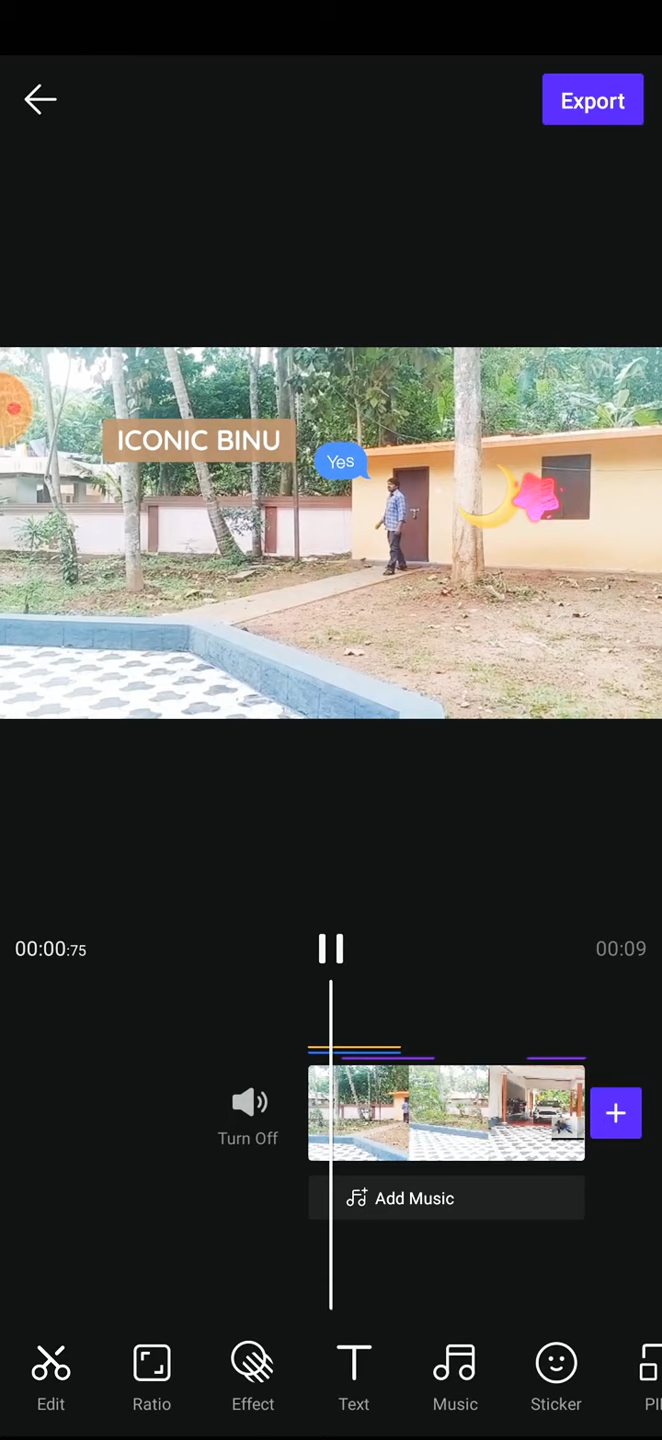 Export
ICONIC BINU
Yes
00:00:75
00:09
Turn Off
Add Music
Edit
Ratio
Effect
Text
Music
Sticker